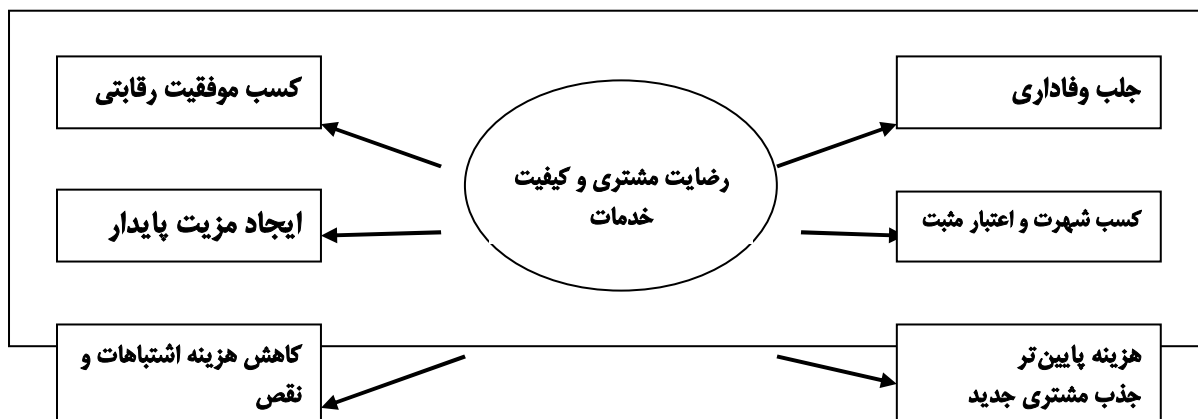 جلب وفاداری
کسب موفقیت رقابتی
رضایت مشتری و کیفیت
خدمات
کسب شهرت و اعتبار مثبت
ایجاد مزیت پایدار
هزینه پایین‌تر
جذب مشتری جدید
کاهش هزینه اشتباهات و
نقص